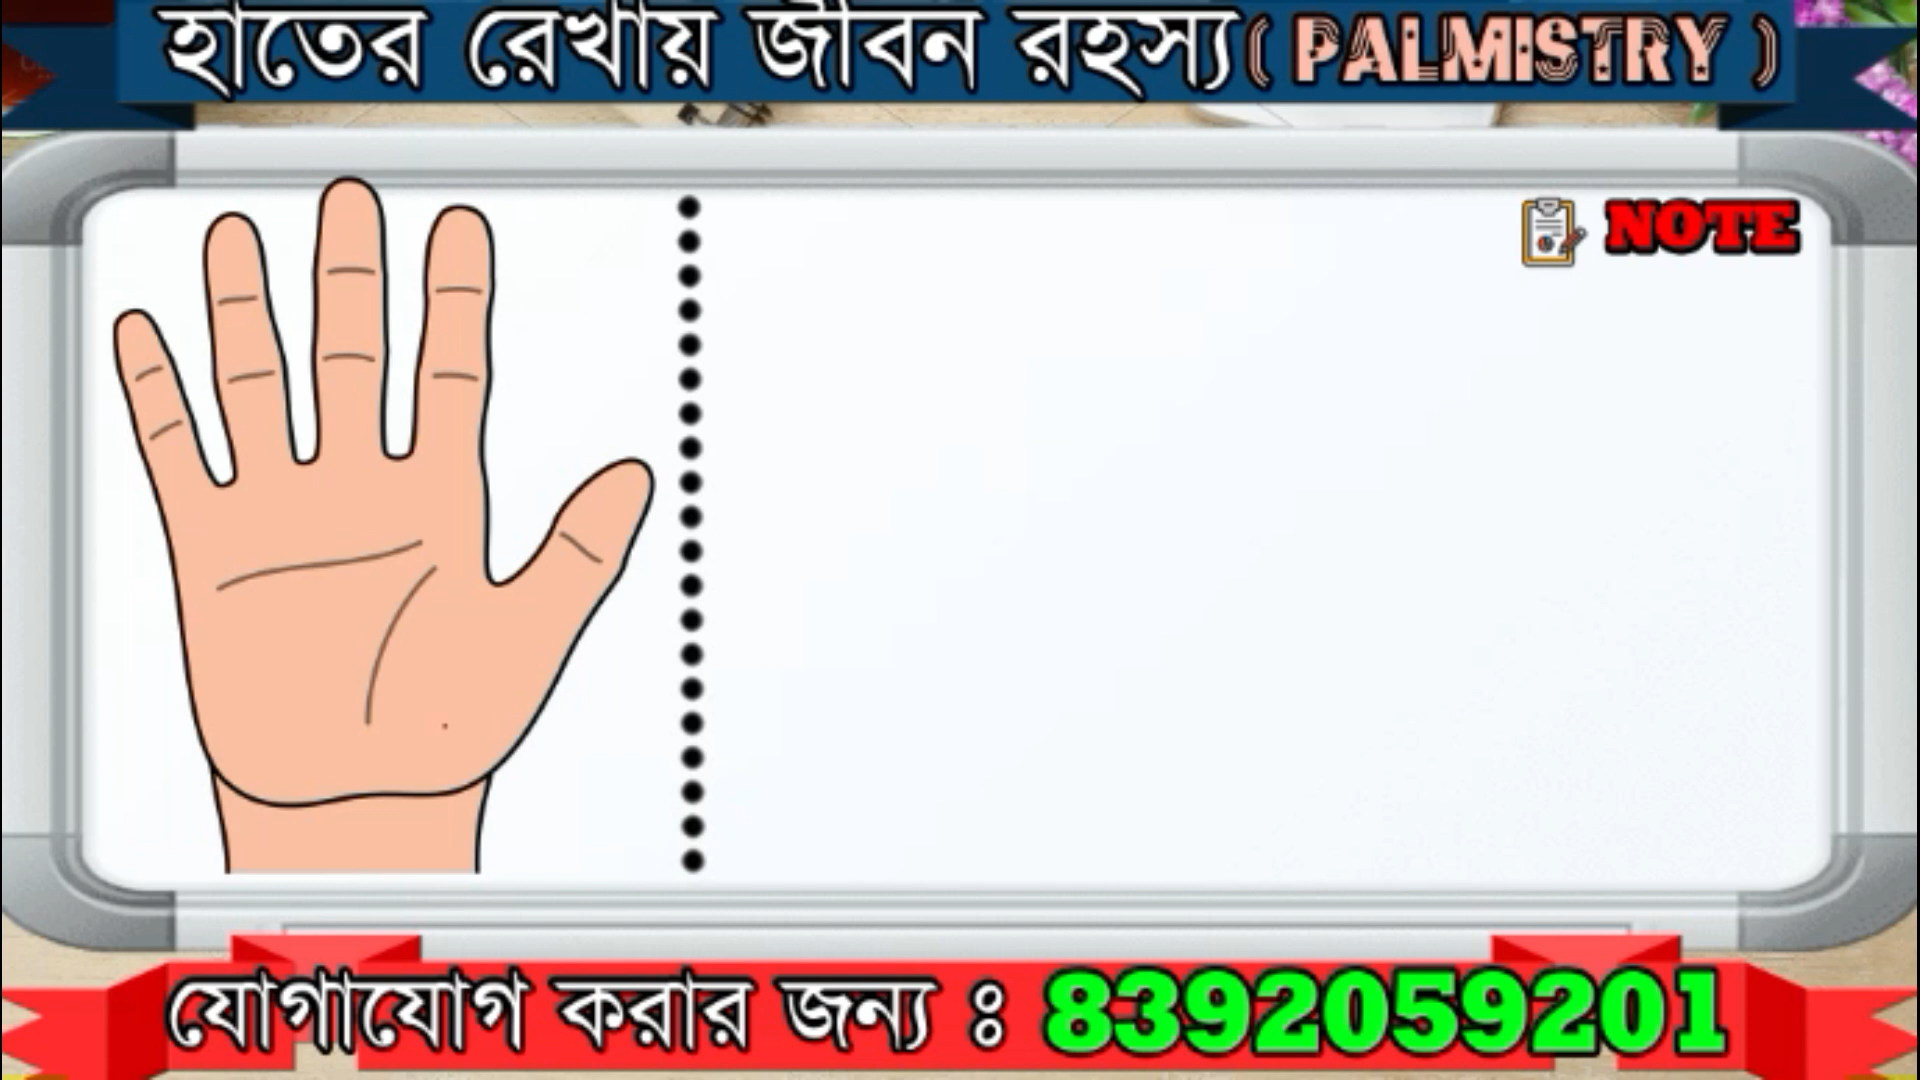 হাতের রেখায় জীবন রহস্য( PALMISTRY )
NOTE
যোগাযোগ করার জন্য ঃ 8392059201